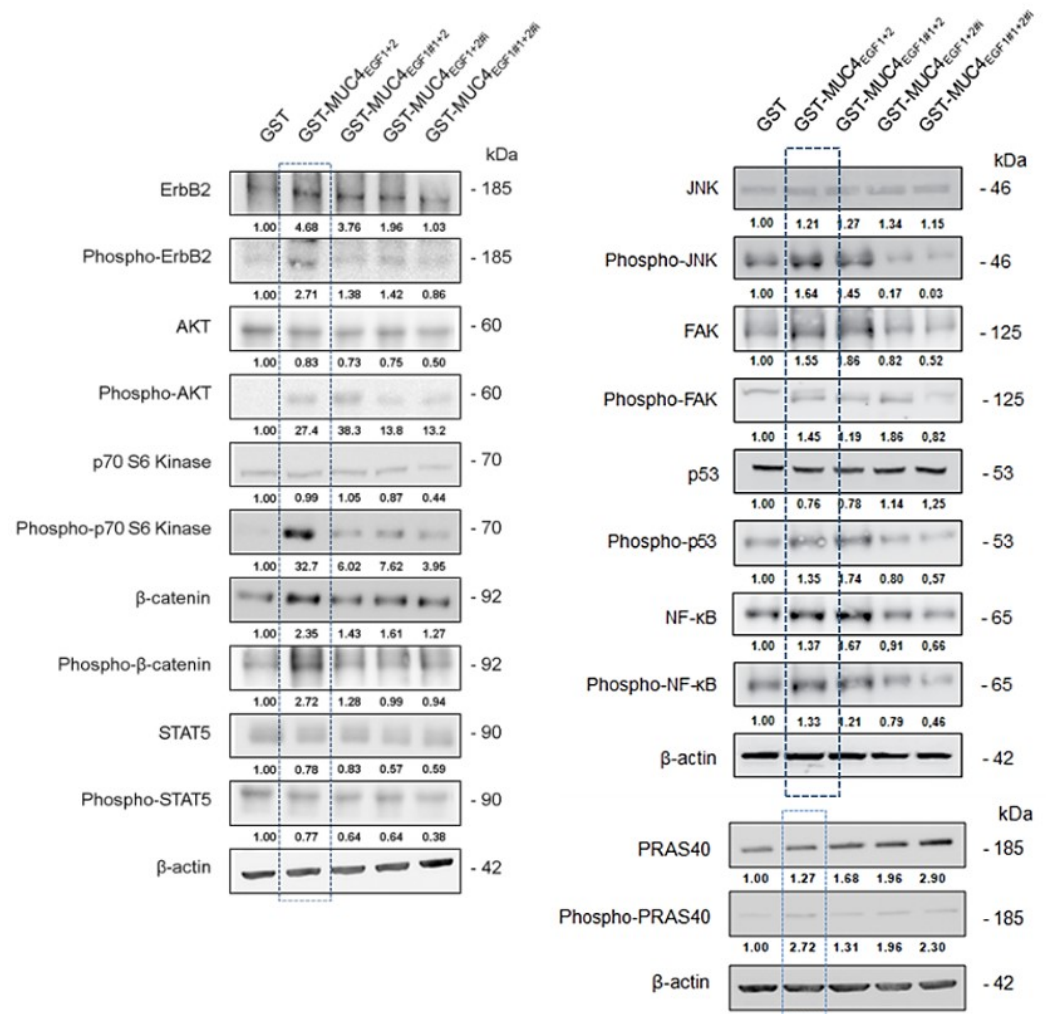 GST
GST-MUC4EGF1+2
GST-MUC4EGF1#1+2
GST-MUC4EGF1+2#i
GST-MUC4EGF1#1+2#i
kDa
ErbB2 - 185
1.00 4.68 3.76 1.96 1.03
Phospho-ErbB2 - 185
1.00 2.71 1.38 1.42 0.86
AKT - 60
1.00 0.83 0.73 0.75 0.50
Phospho-AKT - 60
1.00 27.4 38.3 13.8 13.2
p70 S6 Kinase - 70
1.00 0.99 1.05 0.87 0.44
Phospho-p70 S6 Kinase - 70
1.00 32.7 6.02 7.62 3.95
β-catenin - 92
1.00 2.35 1.43 1.61 1.27
Phospho-β-catenin - 92
1.00 2.72 1.28 0.99 0.94
STAT5 - 90
1.00 0.78 0.83 0.57 0.59
Phospho-STAT5 - 90
1.00 0.77 0.64 0.64 0.38
β-actin - 42
GST
GST-MUC4EGF1+2
GST-MUC4EGF1#1+2
GST-MUC4EGF1+2#i
GST-MUC4EGF1#1+2#i
kDa
JNK - 46
1.00 1.21 .27 1.34 1.15
Phospho-JNK - 46
1.00 1.64 .45 0.17 0.03
FAK - 125
1.00 1.55 .86 0.82 0.52
Phospho-FAK - 125
1.00 1.45 1.19 1.86 0,82
p53 - 53
1.00 0.76 0.78 1.14 1,25
Phospho-p53 - 53
1.00 1.35 .74 0.80 0,57
NF-κB - 65
1.00 1.37 .67 0,91 0,66
Phospho-NF-κB - 65
1.00 1.33 1.21 0.79 0,46
β-actin - 42
kDa
PRAS40 - 185
1.00 1.27 1.68 1.96 2.90
Phospho-PRAS40 - 185
1.00 2.72 1.31 1.96 2.30
β-actin - 42